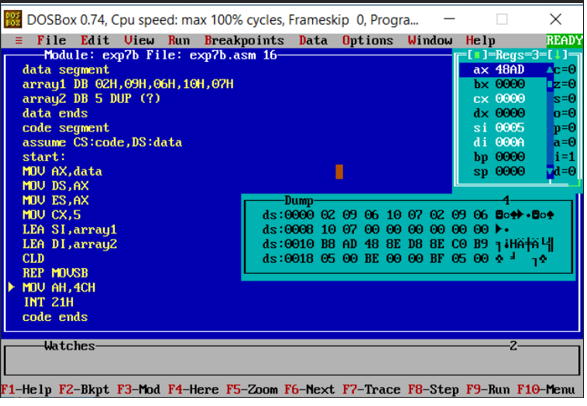 DOSBox 0.74, Cpu speed: max 100% cycles, Frameskip 0, Progra...
≡ File Edit View Run Breakpoints Data Options Window Help READY
Module: exp7b File: exp7b.asm 16
data segment
array1 DB 02H,09H,06H,10H,07H
array2 DB 5 DUP (?)
data ends
code segment
assume CS:code,DS:data
start:
MOV AX,data
MOV DS,AX
MOV ES,AX
MOV CX,5
LEA SI,array1
LEA DI,array2
CLD
REP MOVSB
MOV AH,4CH
INT 21H
code ends
Regs 3
ax 48AD c=0
bx 0000 z=0
cx 0000 s=0
dx 0000 o=0
si 0005 p=0
di 000A a=0
bp 0000 i=1
sp 0000 d=0
Dump 4
ds:0000 02 09 06 10 07 02 09 06
ds:0008 10 07 00 00 00 00 00 00
ds:0010 B8 AD 48 8E D8 8E C0 B9
ds:0018 05 00 BE 00 00 BF 05 00
Watches 2
F1-Help F2-Bkpt F3-Mod F4-Here F5-Zoom F6-Next F7-Trace F8-Step F9-Run F10-Menu